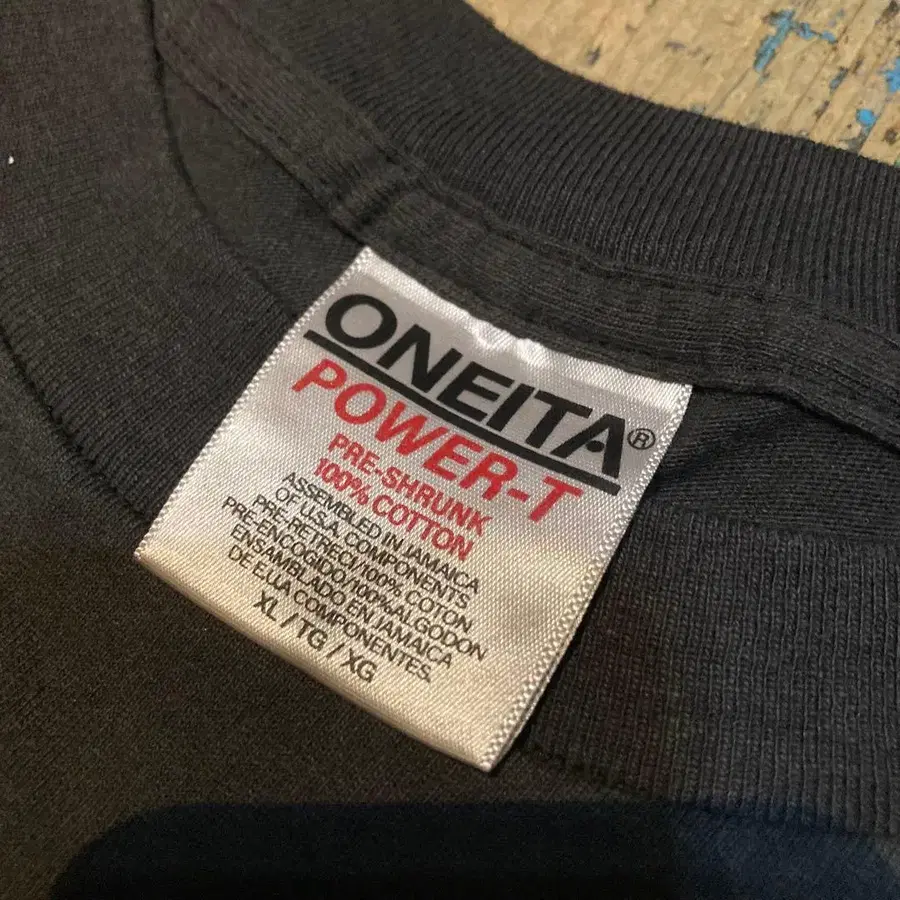 ONEITA®
POWER-T
PRE-SHRUNK
100% COTTON
ASSEMBLED IN JAMAICA
OF U.S.A. COMPONENTS
PRE-RETRECI/100% COTON
PRE-ENCOGIDO/100% ALGODON
ENSAMBLADO EN JAMAICA
DE E.U.A COMPONENTES.
XL / TG / XG